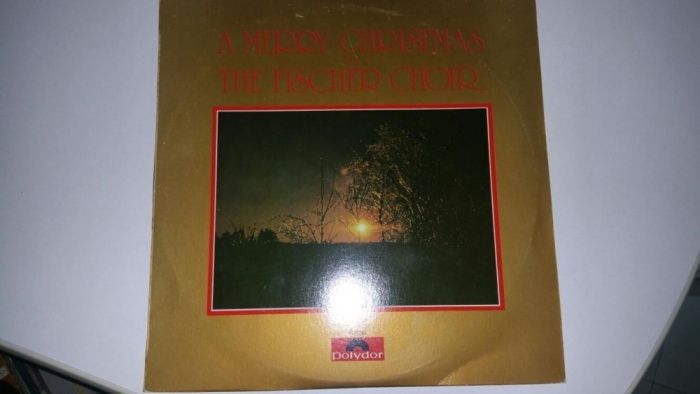 A MERRY CHRISTMAS
THE FISCHER CHOIR
polydor